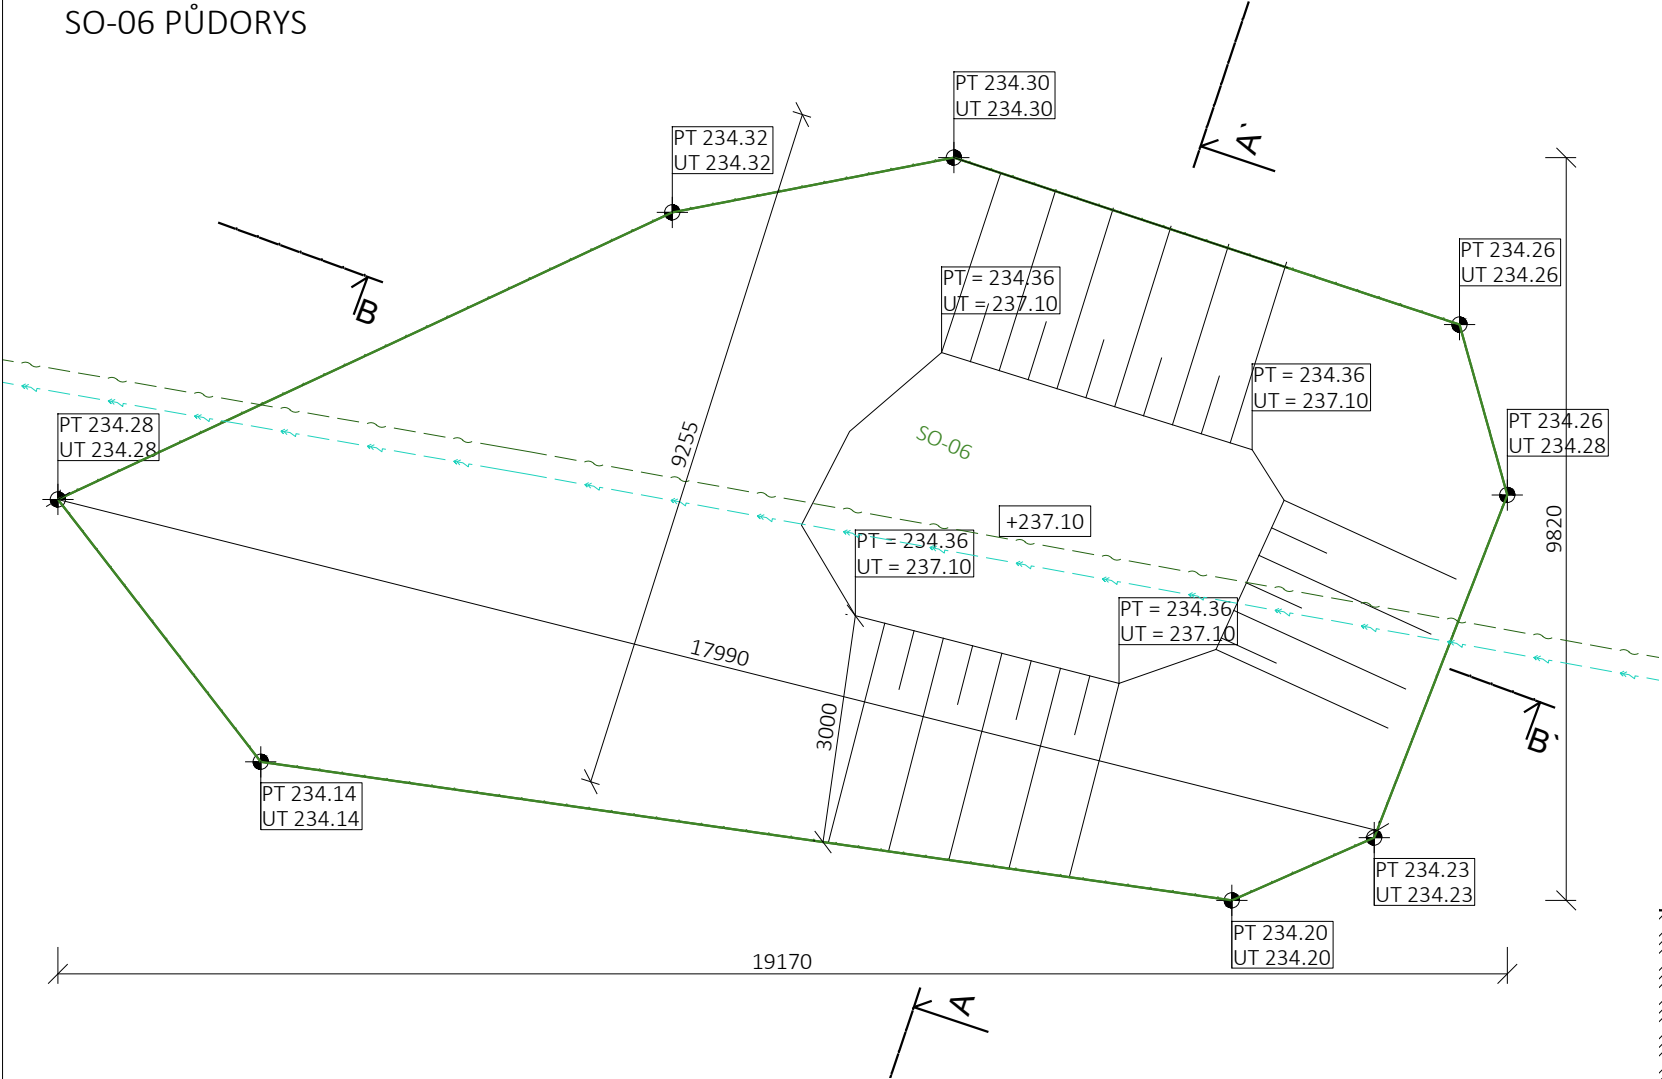 SO-06 PŮDORYS
PT 234.30
UT 234.30
PT 234.32
UT 234.32
A'
PT 234.26
UT 234.26
PT = 234.36
UT = 237.10
B
PT = 234.36
UT = 237.10
PT 234.28
UT 234.28
PT 234.26
UT 234.28
9255
SO-06
+237.10
9820
PT = 234.36
UT = 237.10
PT = 234.36
UT = 237.10
17990
3000
B'
PT 234.14
UT 234.14
PT 234.23
UT 234.23
PT 234.20
UT 234.20
19170
A